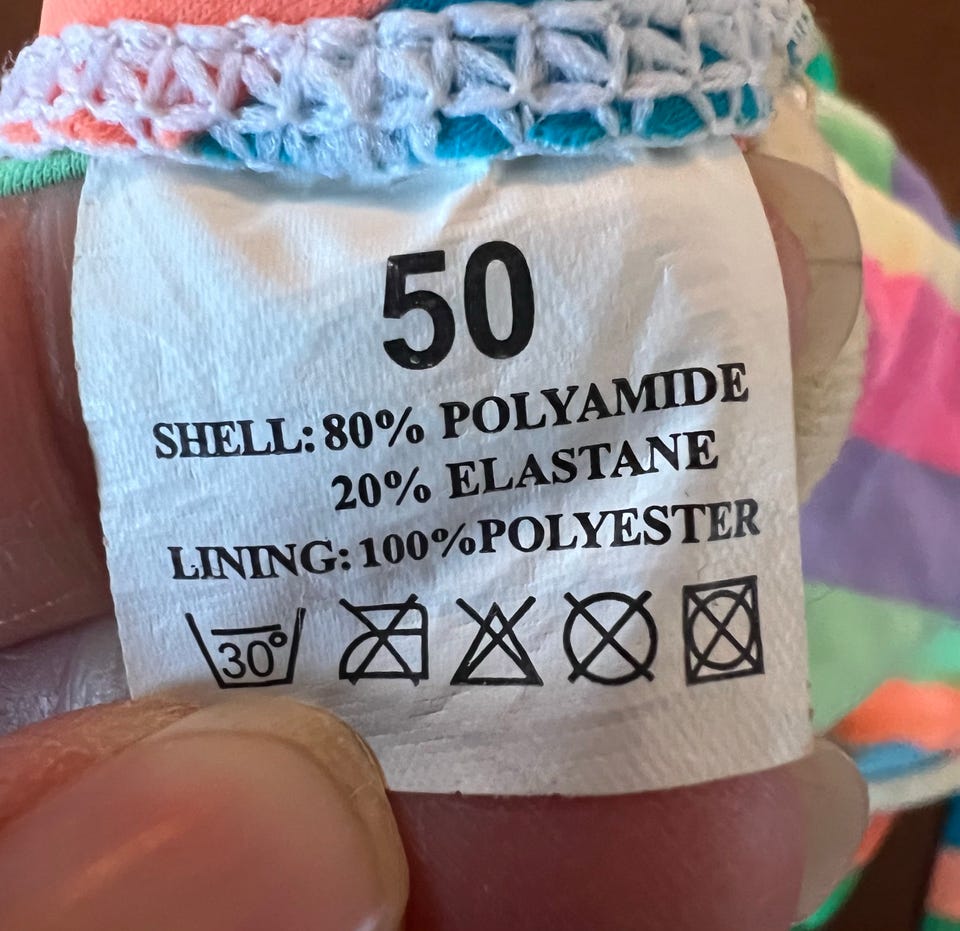 50
SHELL: 80% POLYAMIDE
20% ELASTANE
LINING: 100%POLYESTER
30°